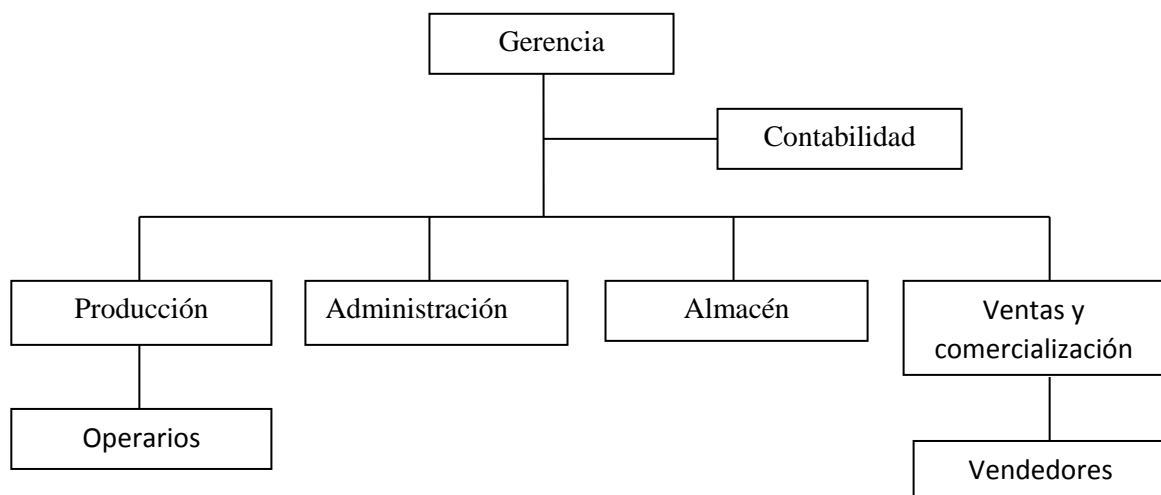 Gerencia
Contabilidad
Producción
Administración
Almacén
Ventas y
comercialización
Operarios
Vendedores